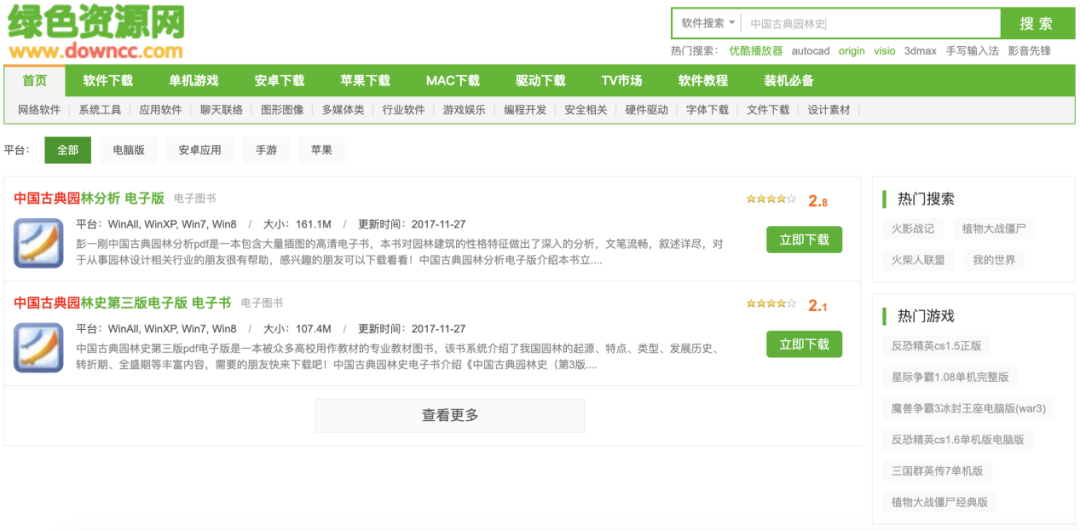 绿色资源网
www.downcc.com
软件搜索 中国古典园林史 搜索
热门搜索： 优酷播放器 autocad origin visio 3dmax 手写输入法 影音先锋
首页 软件下载 单机游戏 安卓下载 苹果下载 MAC下载 驱动下载 TV市场 软件教程 装机必备
网络软件 系统工具 应用软件 聊天联络 图形图像 多媒体类 行业软件 游戏娱乐 编程开发 安全相关 硬件驱动 字体下载 文件下载 设计素材
平台： 全部 电脑版 安卓应用 手游 苹果
中国古典园林分析 电子版 电子图书 2.8
平台：WinAll, WinXP, Win7, Win8 / 大小：161.1M / 更新时间：2017-11-27
彭一刚中国古典园林分析pdf是一本包含大量插图的高清电子书，本书对园林建筑的性格特征做出了深入的分析，文笔流畅，叙述详尽，对
于从事园林设计相关行业的朋友很有帮助，感兴趣的朋友可以下载看看！中国古典园林分析电子版介绍本书立....
立即下载
中国古典园林史第三版电子版 电子书 电子图书 2.1
平台：WinAll, WinXP, Win7, Win8 / 大小：107.4M / 更新时间：2017-11-27
中国古典园林史第三版pdf电子版是一本被众多高校用作教材的专业教材图书，该书系统介绍了我国园林的起源、特点、类型、发展历史、
转折期、全盛期等丰富内容，需要的朋友快来下载吧！中国古典园林史电子书介绍《中国古典园林史（第3版....
立即下载
查看更多
热门搜索
火影战记 植物大战僵尸
火柴人联盟 我的世界
热门游戏
反恐精英cs1.5正版
星际争霸1.08单机完整版
魔兽争霸3冰封王座电脑版(war3)
反恐精英cs1.6单机版电脑版
三国群英传7单机版
植物大战僵尸经典版